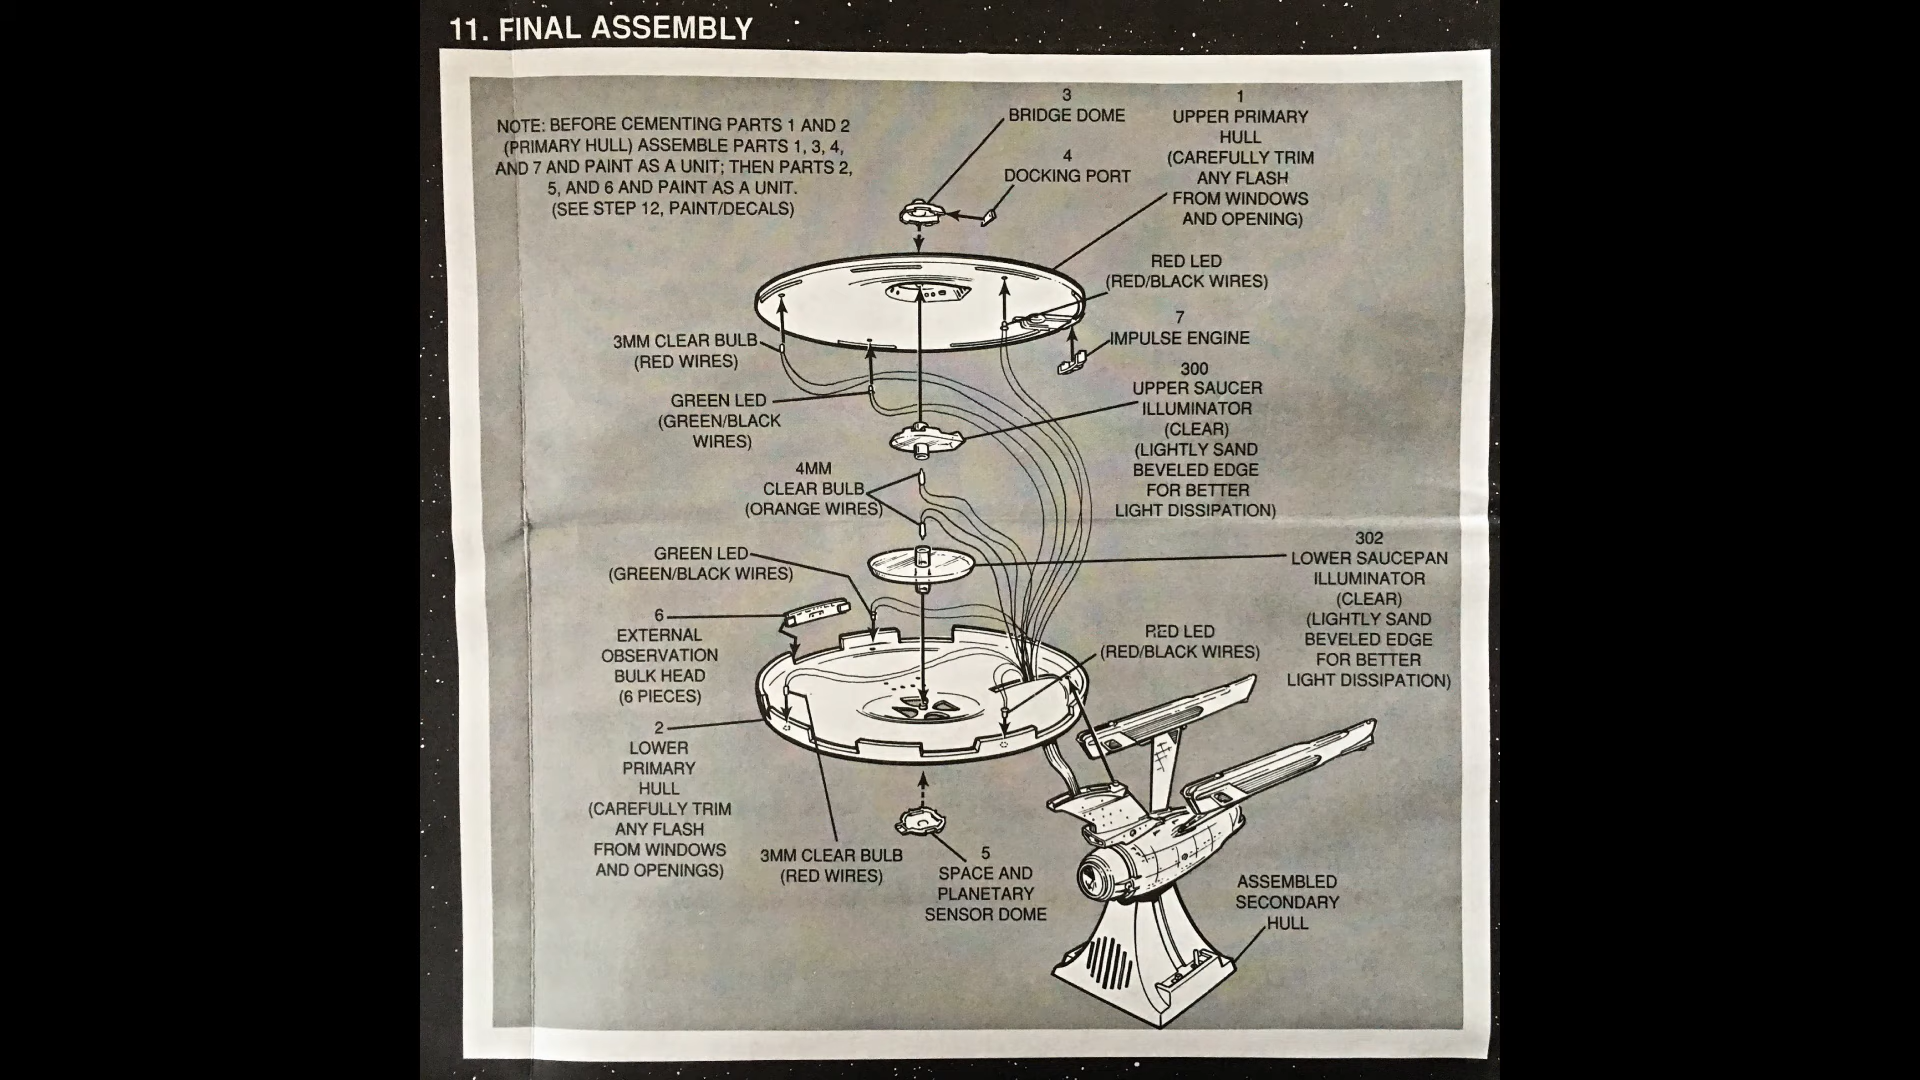 11. FINAL ASSEMBLY
NOTE: BEFORE CEMENTING PARTS 1 AND 2
(PRIMARY HULL) ASSEMBLE PARTS 1, 3, 4,
AND 7 AND PAINT AS A UNIT; THEN PARTS 2,
5, AND 6 AND PAINT AS A UNIT.
(SEE STEP 12, PAINT/DECALS)
3
BRIDGE DOME
4
DOCKING PORT
1
UPPER PRIMARY
HULL
(CAREFULLY TRIM
ANY FLASH
FROM WINDOWS
AND OPENING)
RED LED
(RED/BLACK WIRES)
7
IMPULSE ENGINE
3MM CLEAR BULB
(RED WIRES)
GREEN LED
(GREEN/BLACK
WIRES)
300
UPPER SAUCER
ILLUMINATOR
(CLEAR)
(LIGHTLY SAND
BEVELED EDGE
FOR BETTER
LIGHT DISSIPATION)
4MM
CLEAR BULB
(ORANGE WIRES)
GREEN LED
(GREEN/BLACK WIRES)
302
LOWER SAUCEPAN
ILLUMINATOR
(CLEAR)
(LIGHTLY SAND
BEVELED EDGE
FOR BETTER
LIGHT DISSIPATION)
6
EXTERNAL
OBSERVATION
BULK HEAD
(6 PIECES)
RED LED
(RED/BLACK WIRES)
2
LOWER
PRIMARY
HULL
(CAREFULLY TRIM
ANY FLASH
FROM WINDOWS
AND OPENINGS)
3MM CLEAR BULB
(RED WIRES)
5
SPACE AND
PLANETARY
SENSOR DOME
ASSEMBLED
SECONDARY
HULL